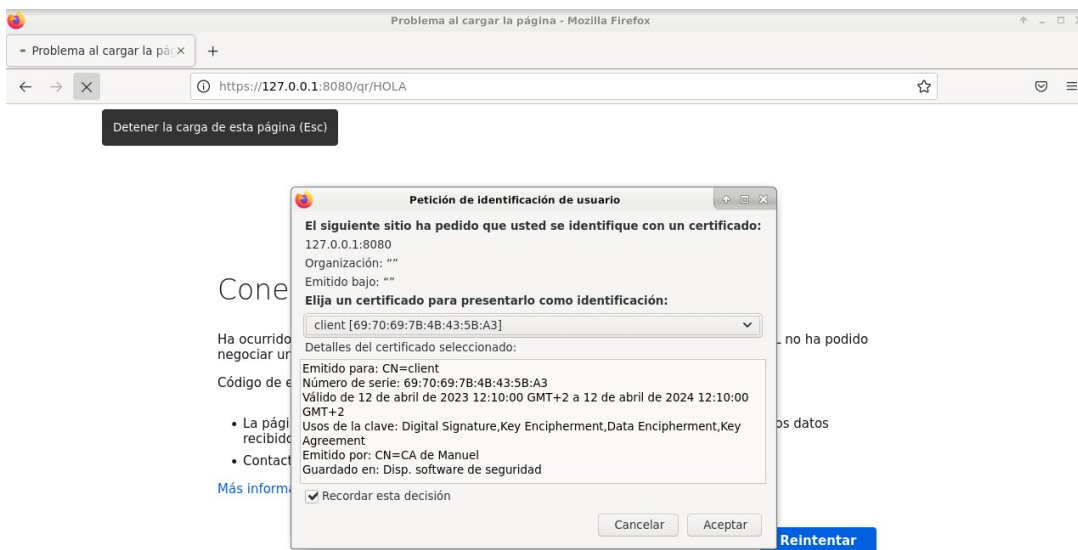 Problema al cargar la página - Mozilla Firefox
Problema al cargar la pág
https://127.0.0.1:8080/qr/HOLA
Detener la carga de esta página (Esc)
Petición de identificación de usuario
El siguiente sitio ha pedido que usted se identifique con un certificado:
127.0.0.1:8080
Organización: “”
Emitido bajo: “”
Elija un certificado para presentarlo como identificación:
client [69:70:69:7B:4B:43:5B:A3]
Detalles del certificado seleccionado:
Emitido para: CN=client
Número de serie: 69:70:69:7B:4B:43:5B:A3
Válido de 12 de abril de 2023 12:10:00 GMT+2 a 12 de abril de 2024 12:10:00
GMT+2
Usos de la clave: Digital Signature,Key Encipherment,Data Encipherment,Key
Agreement
Emitido por: CN=CA de Manuel
Guardado en: Disp. software de seguridad
Recordar esta decisión
Cancelar Aceptar
Cone
Ha ocurrido no ha podido
negociar un
Código de e
La pági os datos
recibido
Contact
Más informa
Reintentar